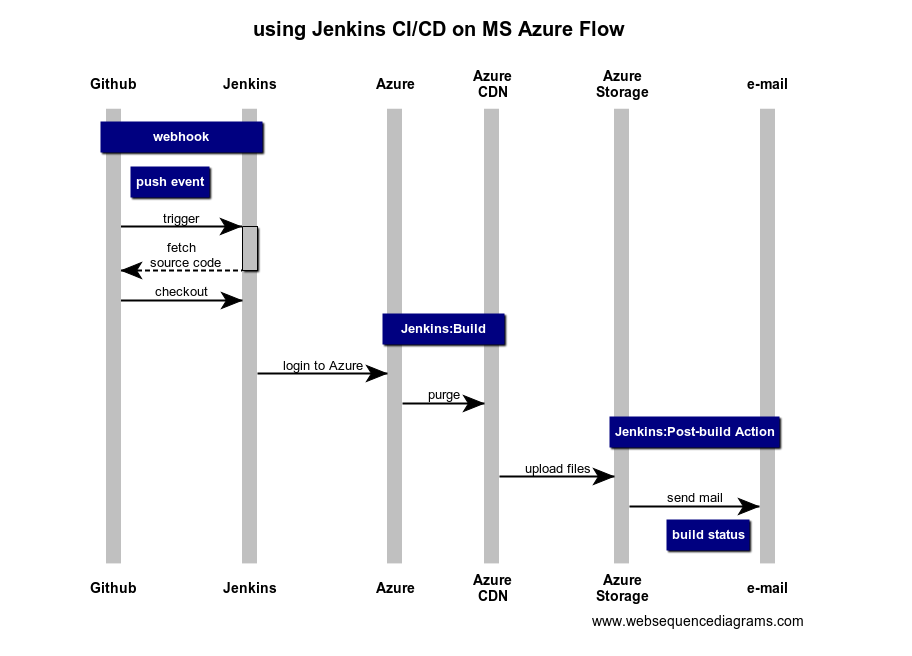 using Jenkins CI/CD on MS Azure Flow
Github
Jenkins
Azure
Azure
CDN
Azure
Storage
e-mail
webhook
push event
trigger
fetch
source code
checkout
Jenkins:Build
login to Azure
purge
Jenkins:Post-build Action
upload files
send mail
build status
Github
Jenkins
Azure
Azure
CDN
Azure
Storage
e-mail
www.websequencediagrams.com